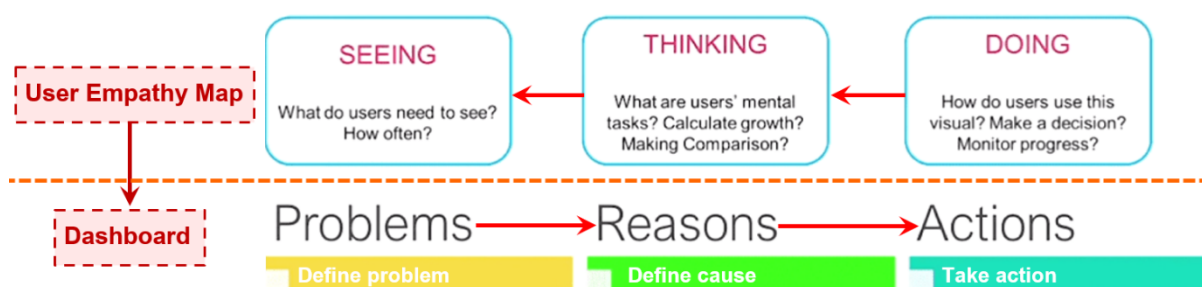 User Empathy Map
SEEING
What do users need to see?
How often?
THINKING
What are users' mental
tasks? Calculate growth?
Making Comparison?
DOING
How do users use this
visual? Make a decision?
Monitor progress?
Dashboard
Problems
Reasons
Actions
Define problem
Define cause
Take action